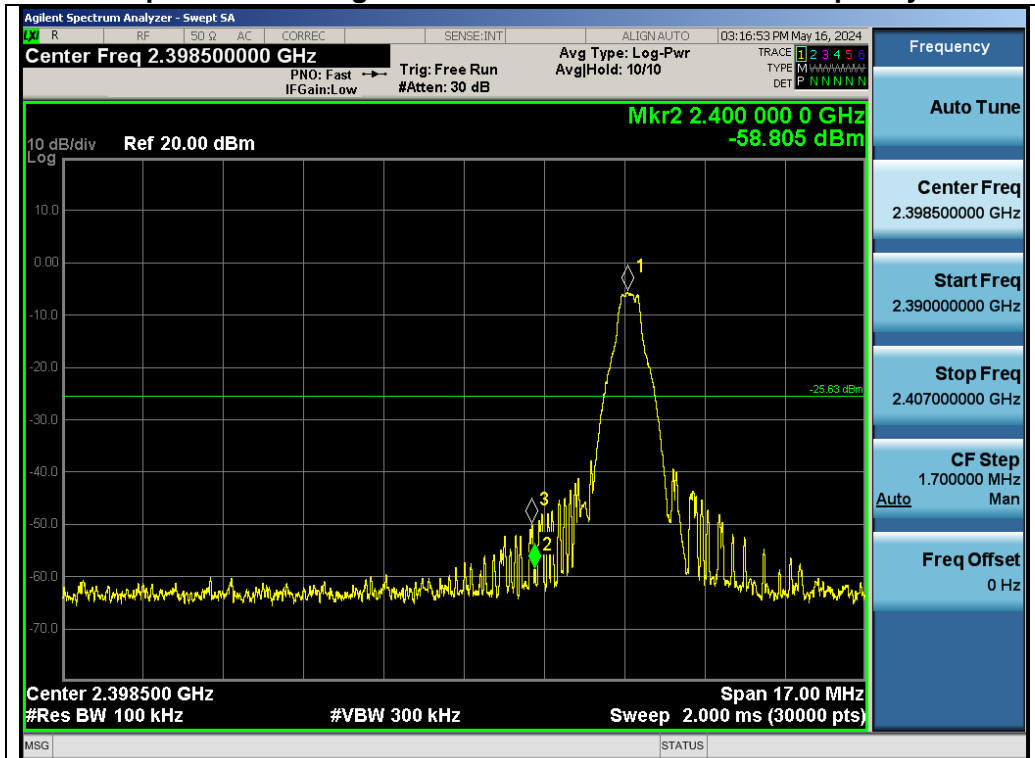 Agilent Spectrum Analyzer - Swept SA
LXI R RF 50 Ω AC CORREC SENSE:INT ALIGN AUTO 03:16:53 PM May 16, 2024
Center Freq 2.398500000 GHz
PNO: Fast
IFGain:Low
Trig: Free Run
#Atten: 30 dB
Avg Type: Log-Pwr
Avg|Hold: 10/10
TRACE 1 2 3 4 5 6
TYPE M WWWWW
DET P N N N N N
Mkr2 2.400 000 0 GHz
-58.805 dBm
10 dB/div Ref 20.00 dBm
Log
10.0
0.00
-10.0
-20.0
-30.0
-40.0
-50.0
-60.0
-70.0
1
-25.63 dBm
3
2
Center 2.398500 GHz Span 17.00 MHz
#Res BW 100 kHz #VBW 300 kHz Sweep 2.000 ms (30000 pts)
MSG STATUS
Frequency
Auto Tune
Center Freq
2.398500000 GHz
Start Freq
2.390000000 GHz
Stop Freq
2.407000000 GHz
CF Step
1.700000 MHz
Auto Man
Freq Offset
0 Hz